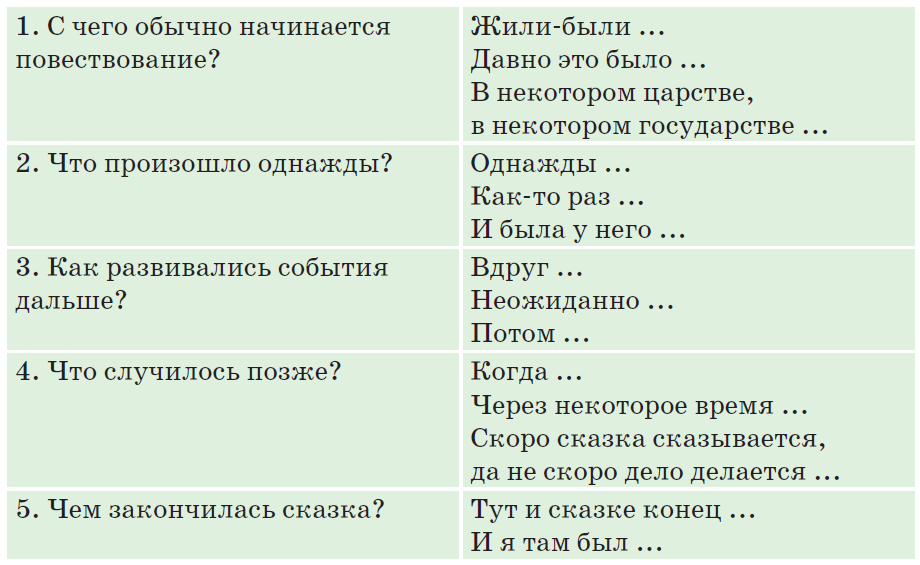 1. С чего обычно начинается
повествование?
Жили-были ...
Давно это было ...
В некотором царстве,
в некотором государстве ...
2. Что произошло однажды?
Однажды ...
Как-то раз ...
И была у него ...
3. Как развивались события
дальше?
Вдруг ...
Неожиданно ...
Потом ...
4. Что случилось позже?
Когда ...
Через некоторое время ...
Скоро сказка сказывается,
да не скоро дело делается ...
5. Чем закончилась сказка?
Тут и сказке конец ...
И я там был ...